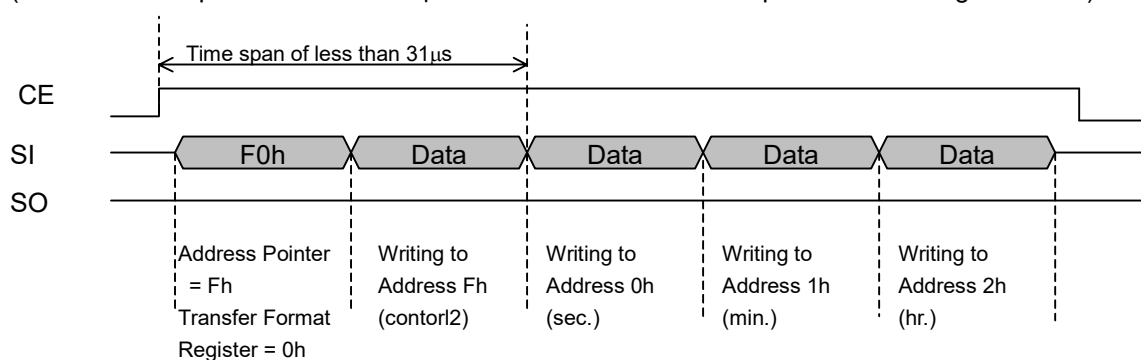 Time span of less than 31µs
CE
SI F0h Data Data Data Data
SO
Address Pointer Writing to Writing to Writing to Writing to
= Fh Address Fh Address 0h Address 1h Address 2h
Transfer Format (contorl2) (sec.) (min.) (hr.)
Register = 0h